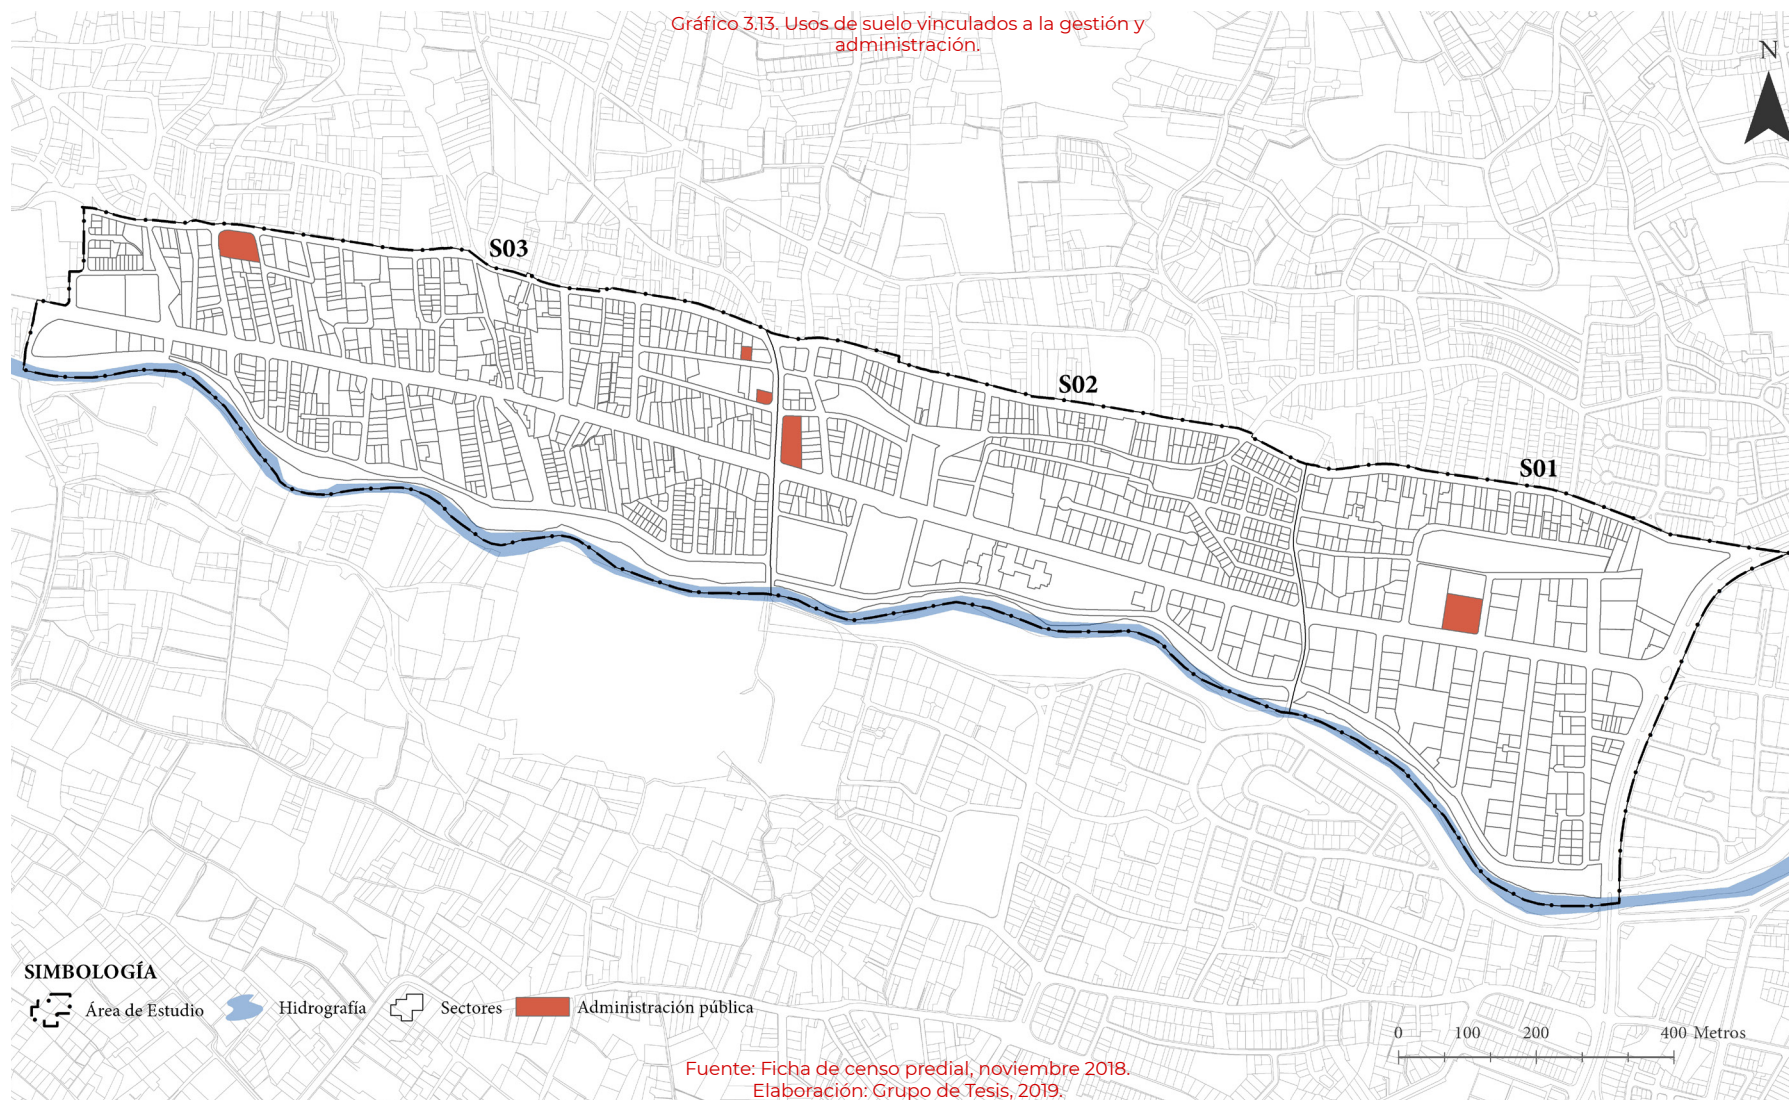 Gráfico 3.13. Usos de suelo vinculados a la gestión y
administración.
N
S03
S02
S01
SIMBOLOGÍA
Área de Estudio
Hidrografía
Sectores
Administración pública
0 100 200 400 Metros
Fuente: Ficha de censo predial, noviembre 2018.
Elaboración: Grupo de Tesis, 2019.